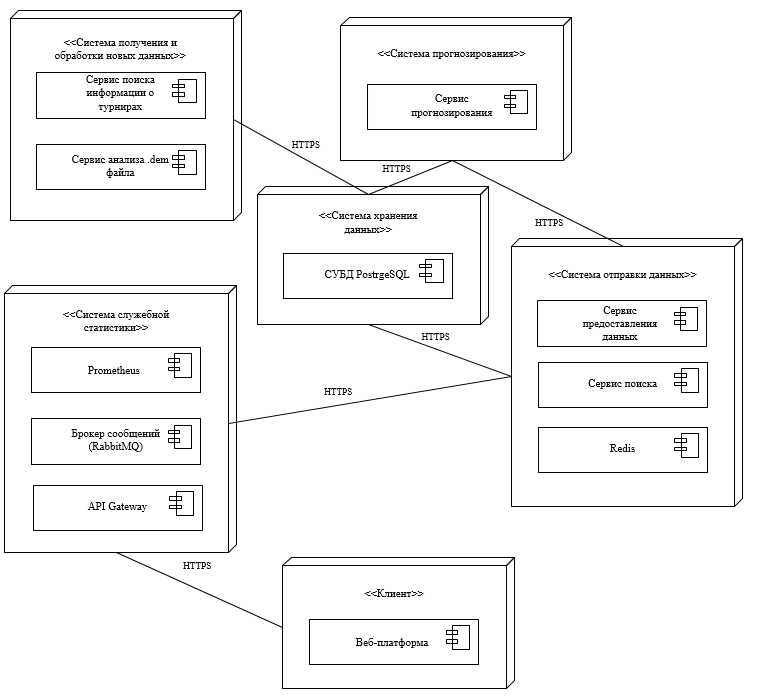 <<Система получения и
обработки новых данных>>
Сервис поиска
информации о
турнирах
Сервис анализа .dem
файла
<<Система прогнозирования>>
Сервис
прогнозирования
HTTPS
HTTPS
HTTPS
<<Система хранения
данных>>
СУБД PostrgeSQL
<<Система отправки данных>>
Сервис
предоставления
данных
Сервис поиска
Redis
HTTPS
HTTPS
<<Система служебной
статистики>>
Prometheus
Брокер сообщений
(RabbitMQ)
API Gateway
HTTPS
<<Клиент>>
Веб-платформа